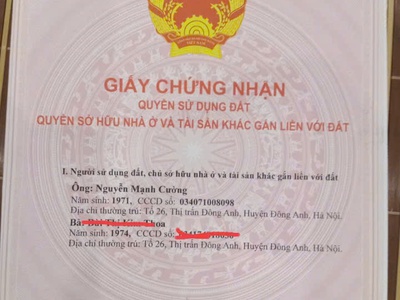 GIẤY CHỨNG NHẬN
QUYỀN SỬ DỤNG ĐẤT
QUYỀN SỞ HỮU NHÀ Ở VÀ TÀI SẢN KHÁC GẮN LIỀN VỚI ĐẤT
I. Người sử dụng đất, chủ sở hữu nhà ở và tài sản khác gắn liền với đất
Ông: Nguyễn Mạnh Cường
Năm sinh: 1971, CCCD số: 034071008098
Địa chỉ thường trú: Tổ 26, Thị trấn Đông Anh, Huyện Đông Anh, Hà Nội.
Năm sinh: 1974, CCCD số:
Địa chỉ thường trú: Tổ 26, Thị trấn Đông Anh, Huyện Đông Anh, Hà Nội.